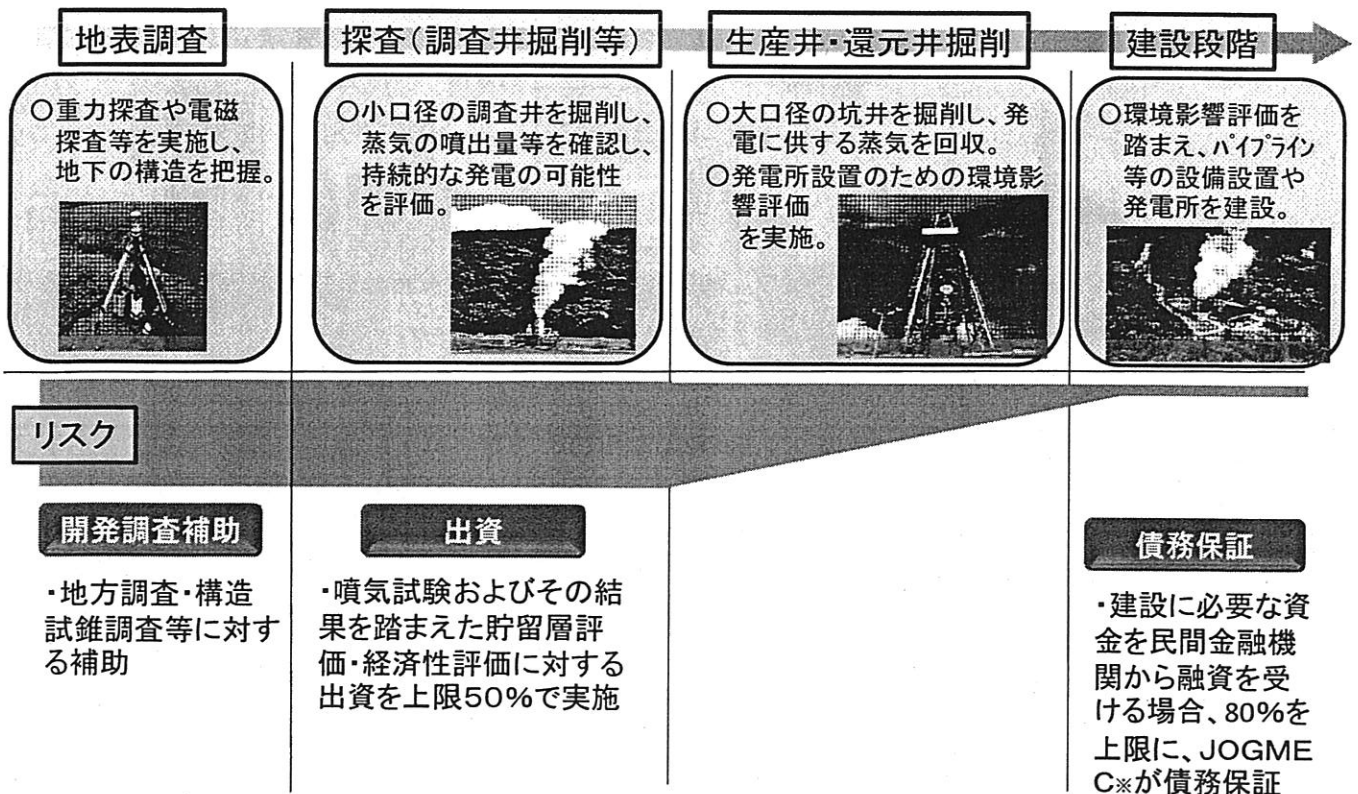 地表調査
探査(調査井掘削等)
生産井・還元井掘削
建設段階
○重力探査や電磁
探査等を実施し、
地下の構造を把握。
○小口径の調査井を掘削し、
蒸気の噴出量等を確認し、
持続的な発電の可能性
を評価。
○大口径の坑井を掘削し、発
電に供する蒸気を回収。
○発電所設置のための環境影
響評価
を実施。
○環境影響評価を
踏まえ、パイプライン
等の設備設置や
発電所を建設。
リスク
開発調査補助
・地方調査・構造
試錐調査等に対す
る補助
出資
・噴気試験およびその結
果を踏まえた貯留層評
価・経済性評価に対する
出資を上限50%で実施
債務保証
・建設に必要な資
金を民間金融機
関から融資を受
ける場合、80%を
上限に、JOGME
C※が債務保証